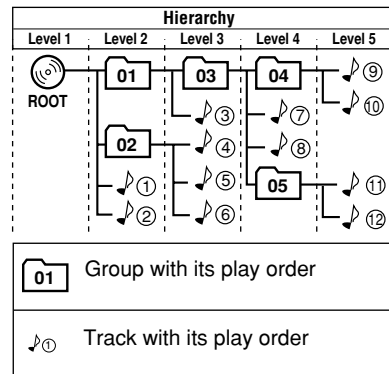 Hierarchy
Level 1 Level 2 Level 3 Level 4 Level 5
01 03 04 ⑨
ROOT ③ ⑦ ⑩
02 ④ ⑧
① ⑤ 05 ⑪
② ⑥ ⑫
01 Group with its play order
① Track with its play order